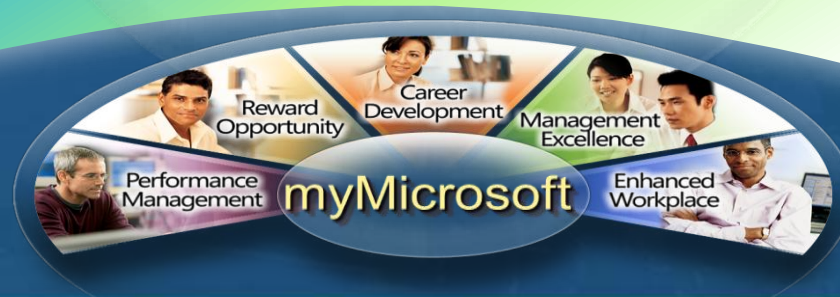 Performance
Management
Reward
Opportunity
Career
Development
Management
Excellence
Enhanced
Workplace
myMicrosoft